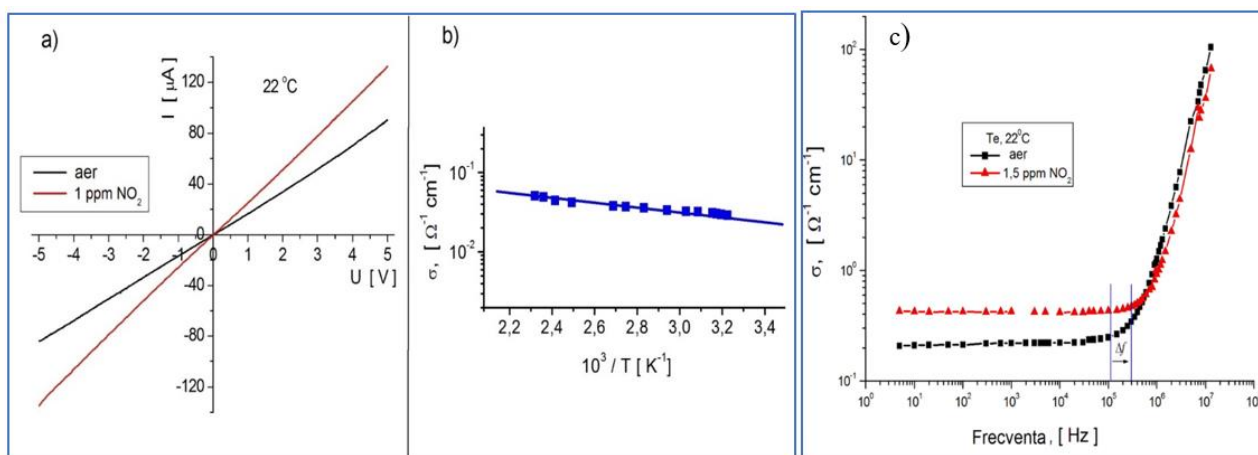 a)
I [ μA ]
120
80
40
0
-40
-80
-120
22 °C
aer
1 ppm NO₂
-5 -4 -3 -2 -1 0 1 2 3 4 5
U [ V ]
b)
σ, [ Ω⁻¹ cm⁻¹ ]
10⁻¹
10⁻²
2,2 2,4 2,6 2,8 3,0 3,2 3,4
10³ / T [ K⁻¹ ]
c)
σ, [ Ω⁻¹ cm⁻¹ ]
10²
10¹
10⁰
10⁻¹
Te, 22⁰C
aer
1,5 ppm NO₂
Δf
10⁰ 10¹ 10² 10³ 10⁴ 10⁵ 10⁶ 10⁷ 10⁸
Frecventa , [ Hz ]